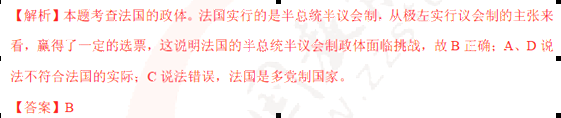 【解析】本题考查法国的政体。法国实行的是半总统半议会制，从极左实行议会制的主张来
看，赢得了一定的选票，这说明法国的半总统半议会制政体面临挑战，故 B 正确；A、D 说
法不符合法国的实际；C 说法错误，法国是多党制国家。
【答案】B